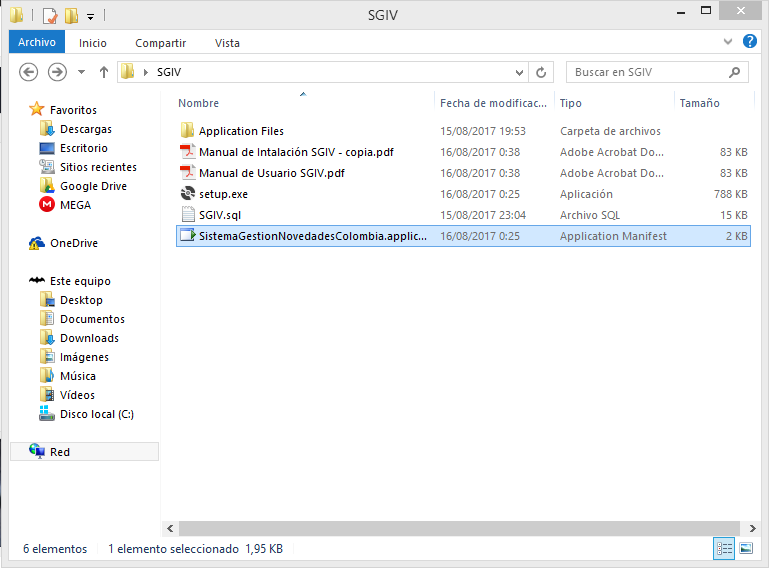 SGIV
Archivo Inicio Compartir Vista
SGIV Buscar en SGIV
Nombre Fecha de modificac... Tipo Tamaño
Application Files 15/08/2017 19:53 Carpeta de archivos
Manual de Intalación SGIV - copia.pdf 16/08/2017 0:38 Adobe Acrobat Do... 83 KB
Manual de Usuario SGIV.pdf 16/08/2017 0:38 Adobe Acrobat Do... 83 KB
setup.exe 16/08/2017 0:25 Aplicación 788 KB
SGIV.sql 15/08/2017 23:04 Archivo SQL 15 KB
SistemaGestionNovedadesColombia.applic... 16/08/2017 0:25 Application Manifest 2 KB
Favoritos
Descargas
Escritorio
Sitios recientes
Google Drive
MEGA
OneDrive
Este equipo
Desktop
Documentos
Downloads
Imágenes
Música
Vídeos
Disco local (C:)
Red
6 elementos 1 elemento seleccionado 1,95 KB